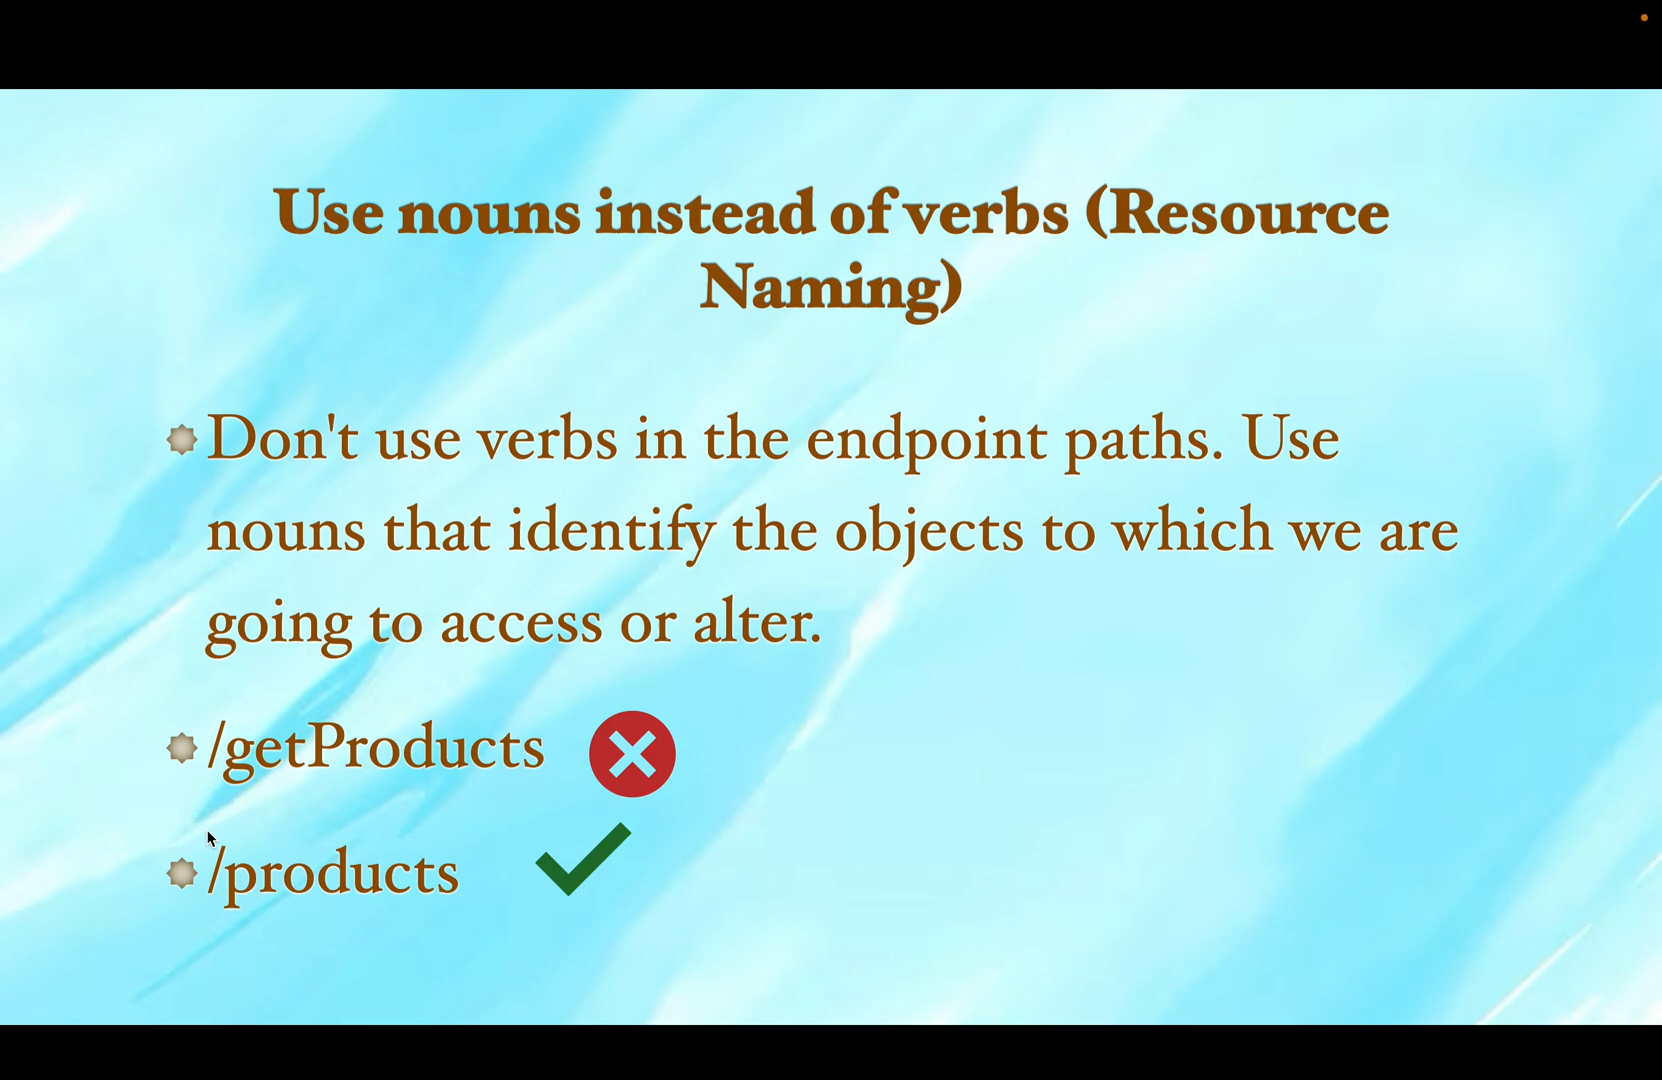 Use nouns instead of verbs (Resource
Naming)
Don't use verbs in the endpoint paths. Use
nouns that identify the objects to which we are
going to access or alter.
/getProducts
/products